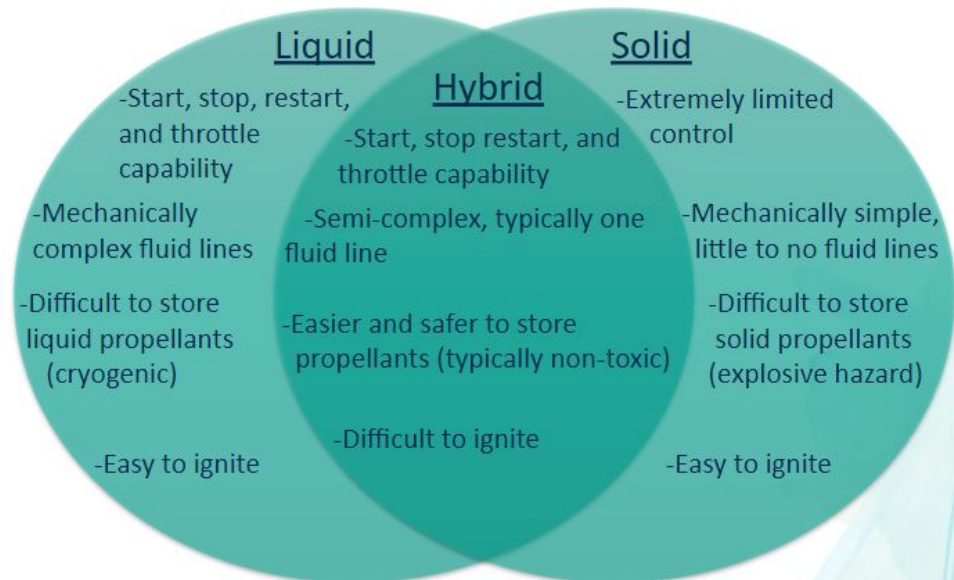 Liquid
-Start, stop, restart,
and throttle
capability
-Mechanically
complex fluid lines
-Difficult to store
liquid propellants
(cryogenic)
-Easy to ignite
Hybrid
-Start, stop restart, and
throttle capability
-Semi-complex, typically one
fluid line
-Easier and safer to store
propellants (typically non-toxic)
-Difficult to ignite
Solid
-Extremely limited
control
-Mechanically simple,
little to no fluid lines
-Difficult to store
solid propellants
(explosive hazard)
-Easy to ignite